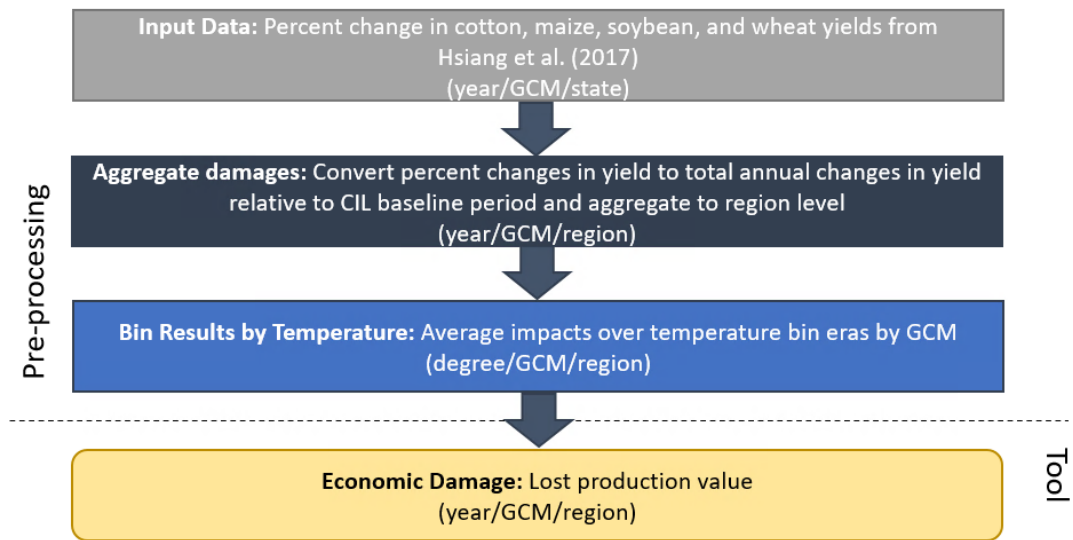 Input Data: Percent change in cotton, maize, soybean, and wheat yields from
Hsiang et al. (2017)
(year/GCM/state)
Pre-processing
Aggregate damages: Convert percent changes in yield to total annual changes in yield
relative to CIL baseline period and aggregate to region level
(year/GCM/region)
Bin Results by Temperature: Average impacts over temperature bin eras by GCM
(degree/GCM/region)
Economic Damage: Lost production value
(year/GCM/region)
Tool